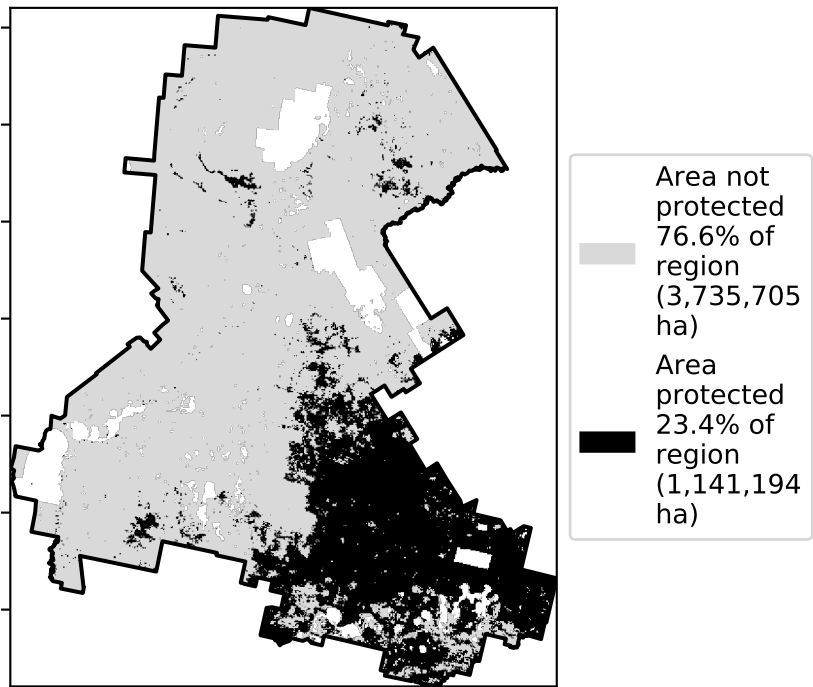 Area not
protected
76.6% of
region
(3,735,705
ha)
Area
protected
23.4% of
region
(1,141,194
ha)